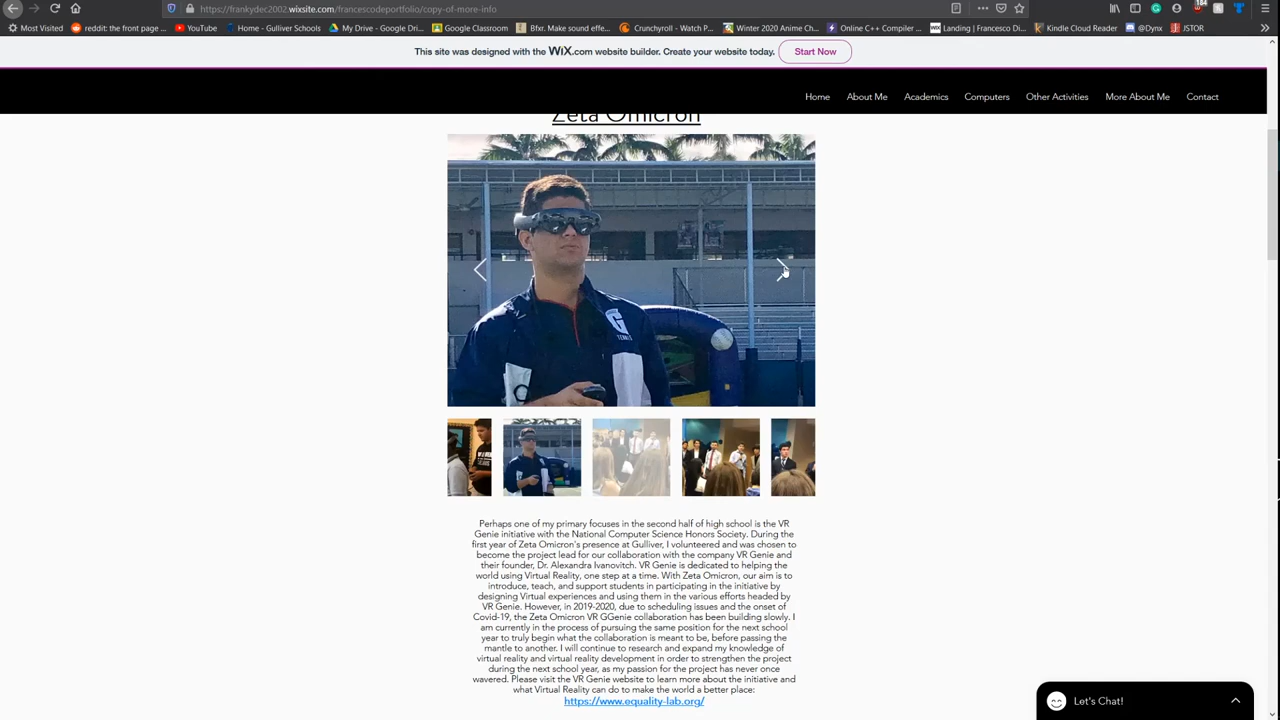 https://frankydec2002.wixsite.com/francescodeportfolio/copy-of-more-info
184
Most Visited
reddit: the front page ...
YouTube
Home - Gulliver Schools
My Drive - Google Dri...
Google Classroom
Bfxr. Make sound effe...
Crunchyroll - Watch P...
Winter 2020 Anime Ch...
Online C++ Compiler ...
Landing | Francesco Di...
Kindle Cloud Reader
@Dynx
JSTOR
This site was designed with the WiX.com website builder. Create your website today.
Start Now
Home
About Me
Academics
Computers
Other Activities
More About Me
Contact
Zeta Omicron
G
TENNIS
Perhaps one of my primary focuses in the second half of high school is the VR
Genie initiative with the National Computer Science Honors Society. During the
first year of Zeta Omicron's presence at Gulliver, I volunteered and was chosen to
become the project lead for our collaboration with the company VR Genie and
their founder, Dr. Alexandra Ivanovitch. VR Genie is dedicated to helping the
world using Virtual Reality, one step at a time. With Zeta Omicron, our aim is to
introduce, teach, and support students in participating in the initiative by
designing Virtual experiences and using them in the various efforts headed by
VR Genie. However, in 2019-2020, due to scheduling issues and the onset of
Covid-19, the Zeta Omicron VR GGenie collaboration has been building slowly. I
am currently in the process of pursuing the same position for the next school
year to truly begin what the collaboration is meant to be, before passing the
mantle to another. I will continue to research and expand my knowledge of
virtual reality and virtual reality development in order to strengthen the project
during the next school year, as my passion for the project has never once
wavered. Please visit the VR Genie website to learn more about the initiative and
what Virtual Reality can do to make the world a better place:
https://www.equality-lab.org/
Let's Chat!